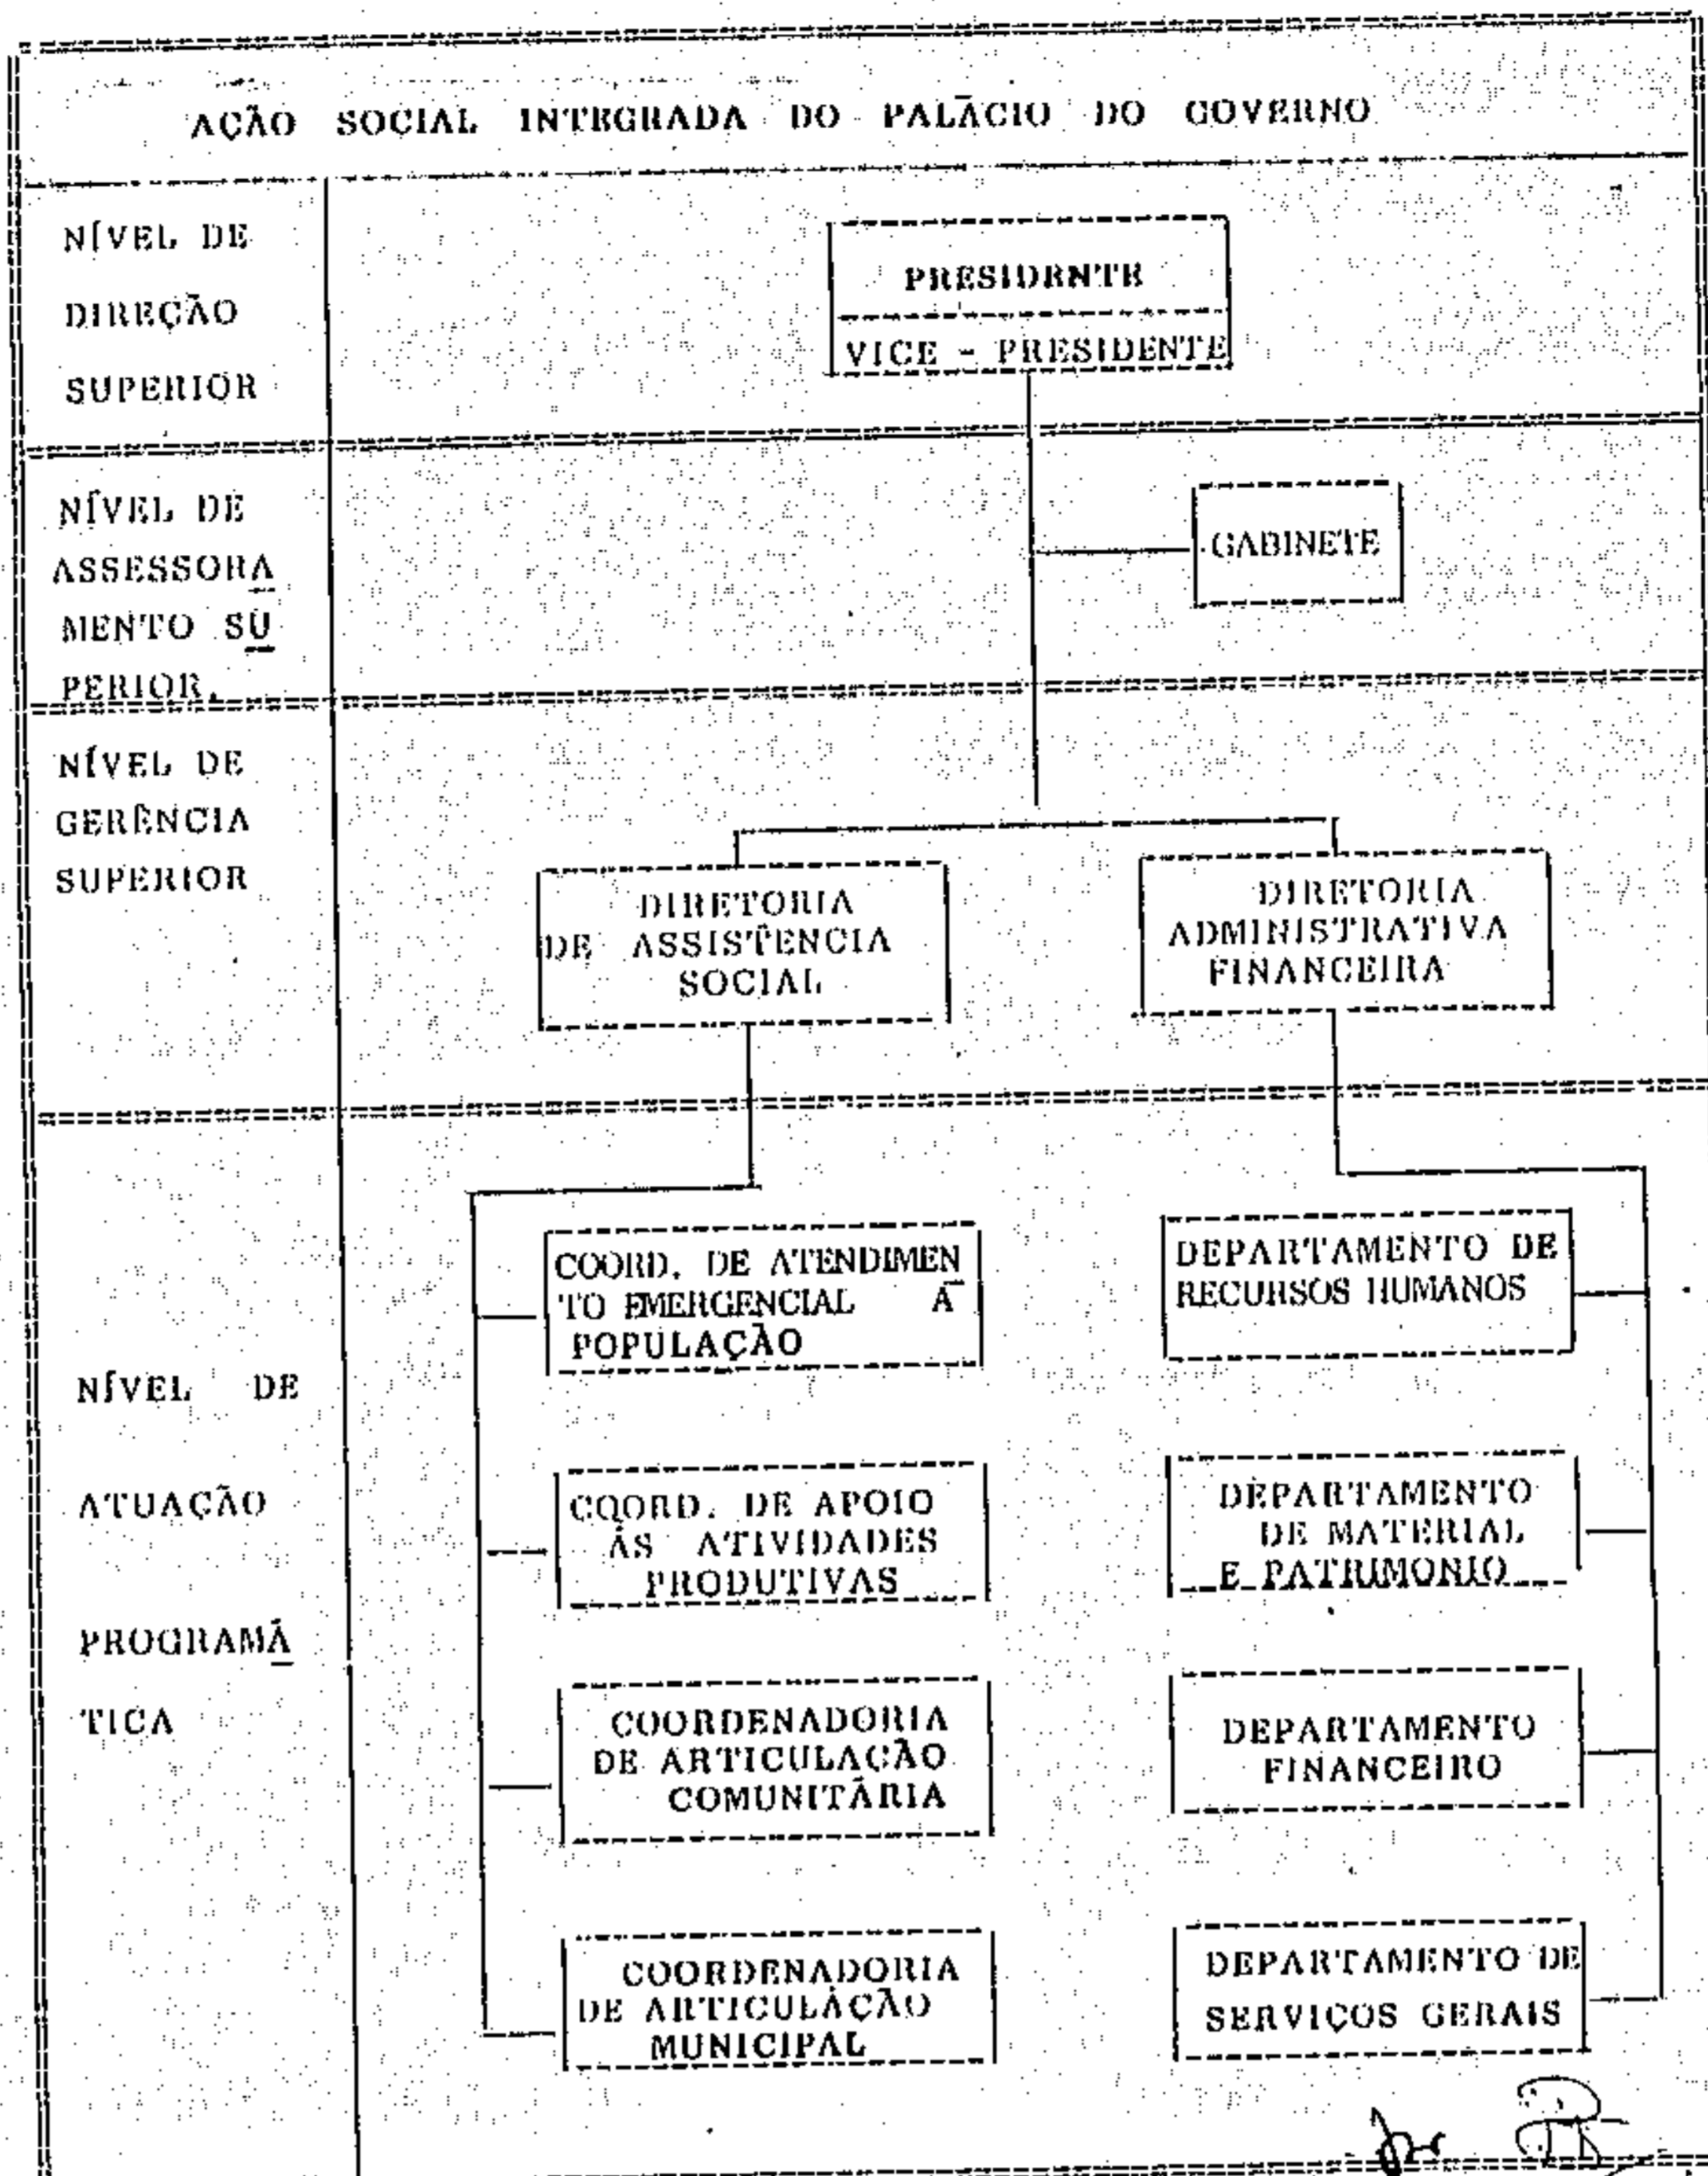 AÇÃO SOCIAL INTEGRADA DO PALÃCIO DO GOVERNO
NÍVEL DE
DIREÇÃO
SUPERIOR
PRESIDENTE
VICE - PRESIDENTE
NÍVEL DE
ASSESSORA
MENTO SU
PERIOR.
GABINETE
NÍVEL DE
GERÊNCIA
SUPERIOR
DIRETORIA
DE ASSISTÊNCIA
SOCIAL
DIRETORIA
ADMINISTRATIVA
FINANCEIRA
NÍVEL DE
ATUAÇÃO
PROGRAMÃ
TICA
COORD. DE ATENDIMEN
TO EMERGENCIAL Ā
POPULAÇÃO
COORD. DE APOIO
ÀS ATIVIDADES
PRODUTIVAS
COORDENADORIA
DE ARTICULAÇÃO
COMUNITÃRIA
COORDENADORIA
DE ARTICULAÇÃO
MUNICIPAL
DEPARTAMENTO DE
RECURSOS HUMANOS
DEPARTAMENTO
DE MATERIAL
E PATRIMONIO
DEPARTAMENTO
FINANCEIRO
DEPARTAMENTO DE
SERVIÇOS GERAIS